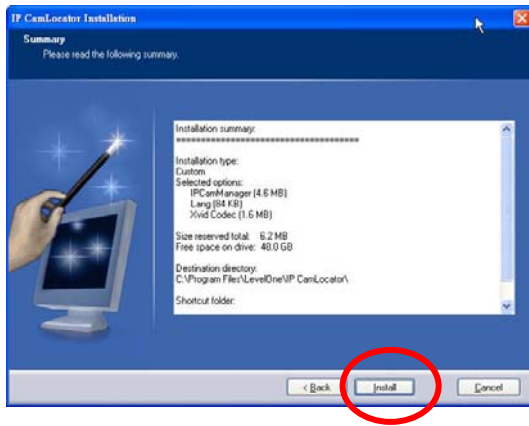 IP CamLocator Installation
Summary
Please read the following summary.
Installation summary:
======================================
Installation type:
Custom
Selected options:
IPCamManager (4.6 MB)
Lang (84 KB)
Xvid Codec (1.6 MB)
Size reserved total: 6.2 MB
Free space on drive: 48.0 GB
Destination directory:
C:\Program Files\LevelOne\IP CamLocator\
Shortcut folder:
< Back
Install
Cancel